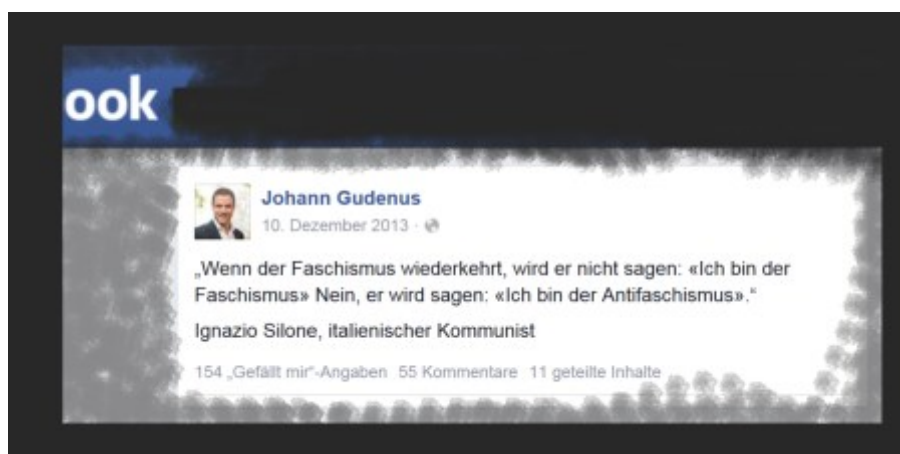 ook
Johann Gudenus
10. Dezember 2013 ·
„Wenn der Faschismus wiederkehrt, wird er nicht sagen: «Ich bin der
Faschismus» Nein, er wird sagen: «Ich bin der Antifaschismus».“
Ignazio Silone, italienischer Kommunist
154 „Gefällt mir“-Angaben 55 Kommentare 11 geteilte Inhalte